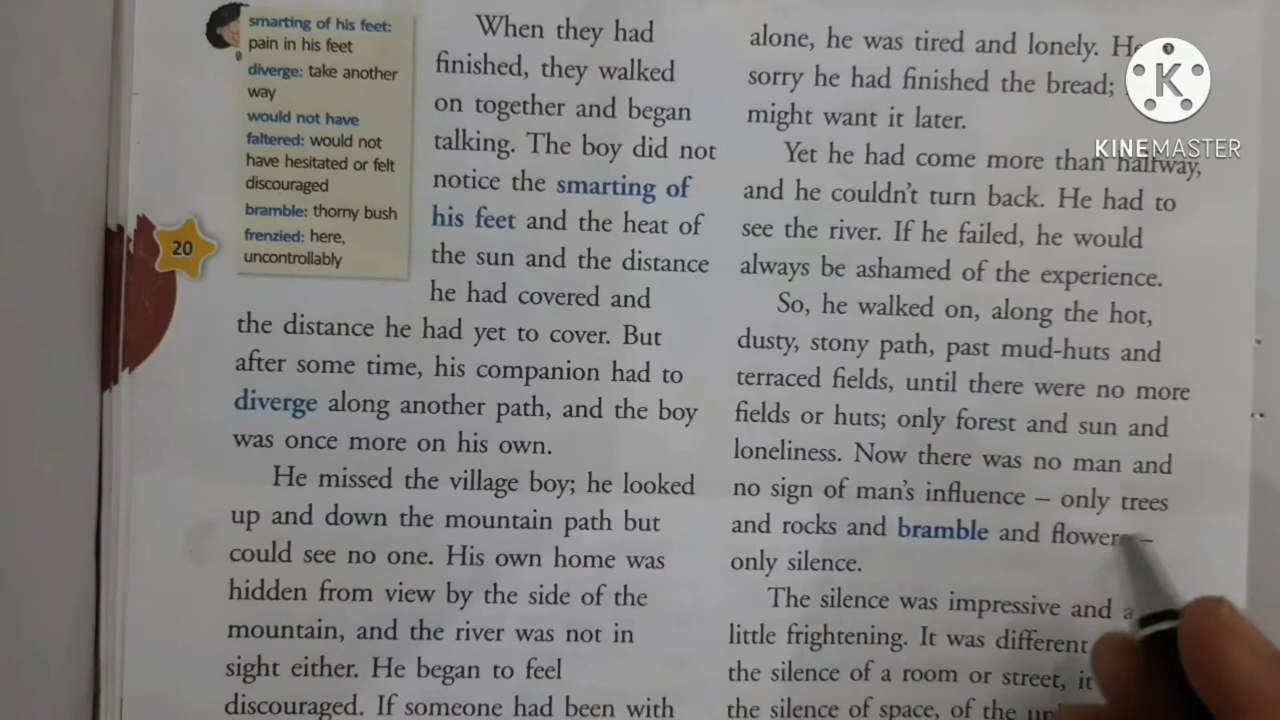 smarting of his feet:
pain in his feet
diverge: take another
way
would not have
faltered: would not
have hesitated or felt
discouraged
bramble: thorny bush
frenzied: here,
uncontrollably
20
When they had
finished, they walked
on together and began
talking. The boy did not
notice the smarting of
his feet and the heat of
the sun and the distance
he had covered and
the distance he had yet to cover. But
after some time, his companion had to
diverge along another path, and the boy
was once more on his own.
He missed the village boy; he looked
up and down the mountain path but
could see no one. His own home was
hidden from view by the side of the
mountain, and the river was not in
sight either. He began to feel
discouraged. If someone had been with
alone, he was tired and lonely. He
sorry he had finished the bread;
might want it later.
Yet he had come more than halfway,
and he couldn't turn back. He had to
see the river. If he failed, he would
always be ashamed of the experience.
So, he walked on, along the hot,
dusty, stony path, past mud-huts and
terraced fields, until there were no more
fields or huts; only forest and sun and
loneliness. Now there was no man and
no sign of man's influence – only trees
and rocks and bramble and flowers –
only silence.
The silence was impressive and a
little frightening. It was different
the silence of a room or street, it
the silence of space, of the
K
KINEMASTER